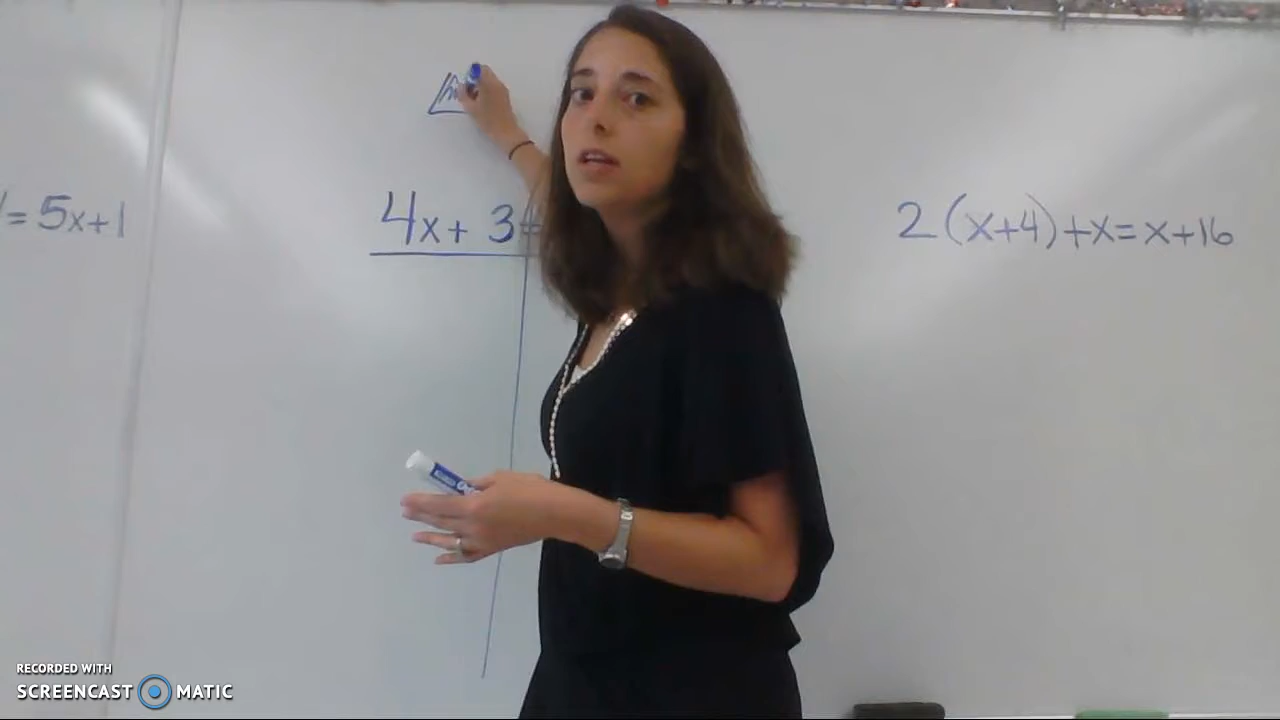 = 5x+1
4x+ 3
2(x+4)+x=x+16
RECORDED WITH
SCREENCAST MATIC